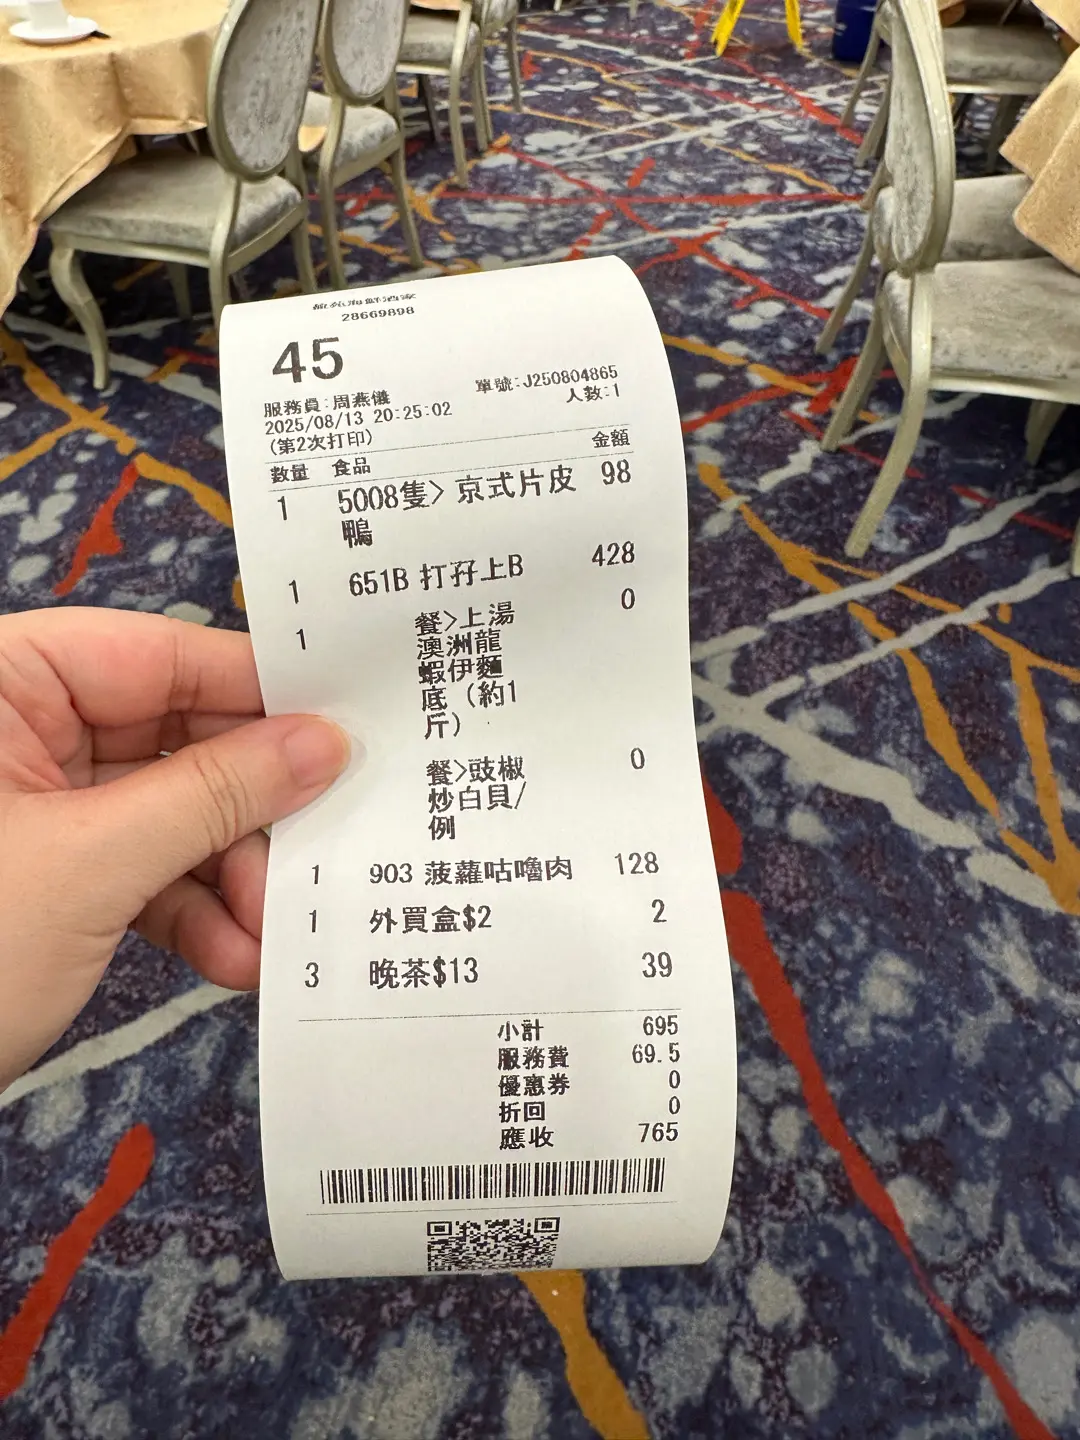 海鮮酒家
28669898
45
服務員:周燕儀 單號:J250804865
2025/08/13 20:25:02 人數:1
(第2次打印)
數量 食品 金額
1 5008隻> 京式片皮 98
鴨
1 651B 打孖上B 428
1 餐>上湯 0
澳洲龍
蝦伊麵
底（約1
斤）
餐>豉椒 0
炒白貝/
例
1 903 菠蘿咕嚕肉 128
1 外買盒$2 2
3 晚茶$13 39
小計 695
服務費 69.5
優惠券 0
折回 0
應收 765